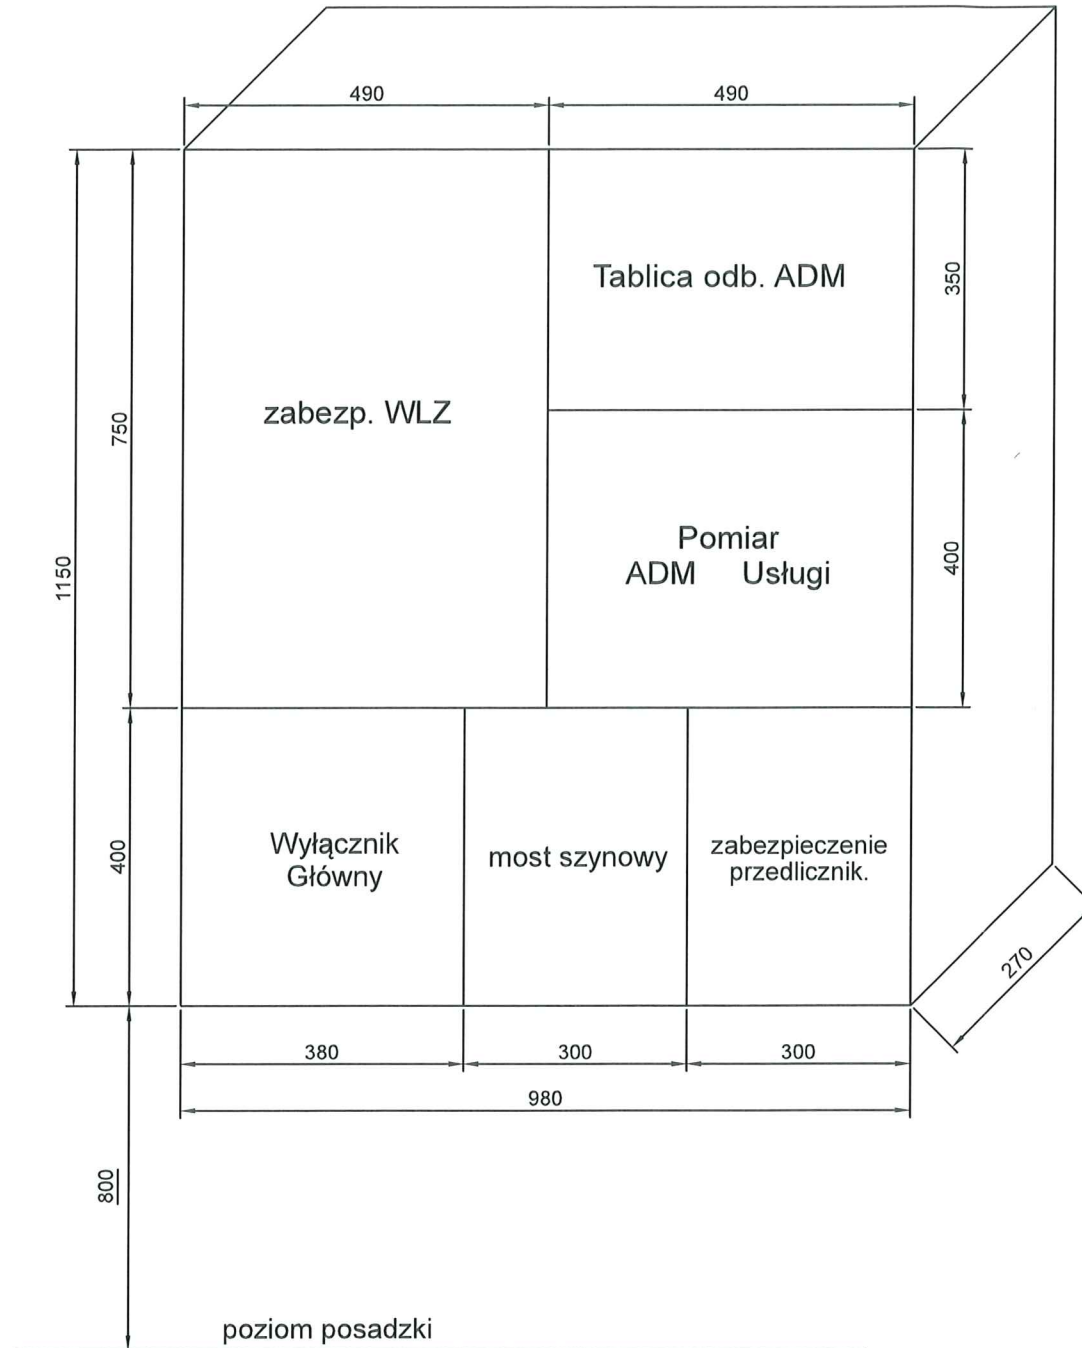 490
490
Tablica odb. ADM
350
zabezp. WLZ
750
1150
Pomiar
ADM Usługi
400
400
Wyłącznik
Główny
most szynowy
zabezpieczenie
przedlicznik.
270
380
300
300
980
800
poziom posadzki